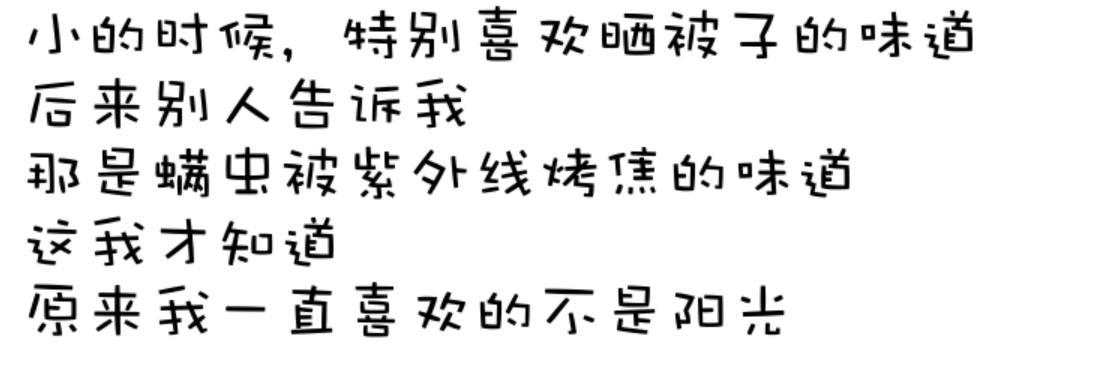 小的时候，特别喜欢晒被子的味道
后来别人告诉我
那是螨虫被紫外线烤焦的味道
这我才知道
原来我一直喜欢的不是阳光